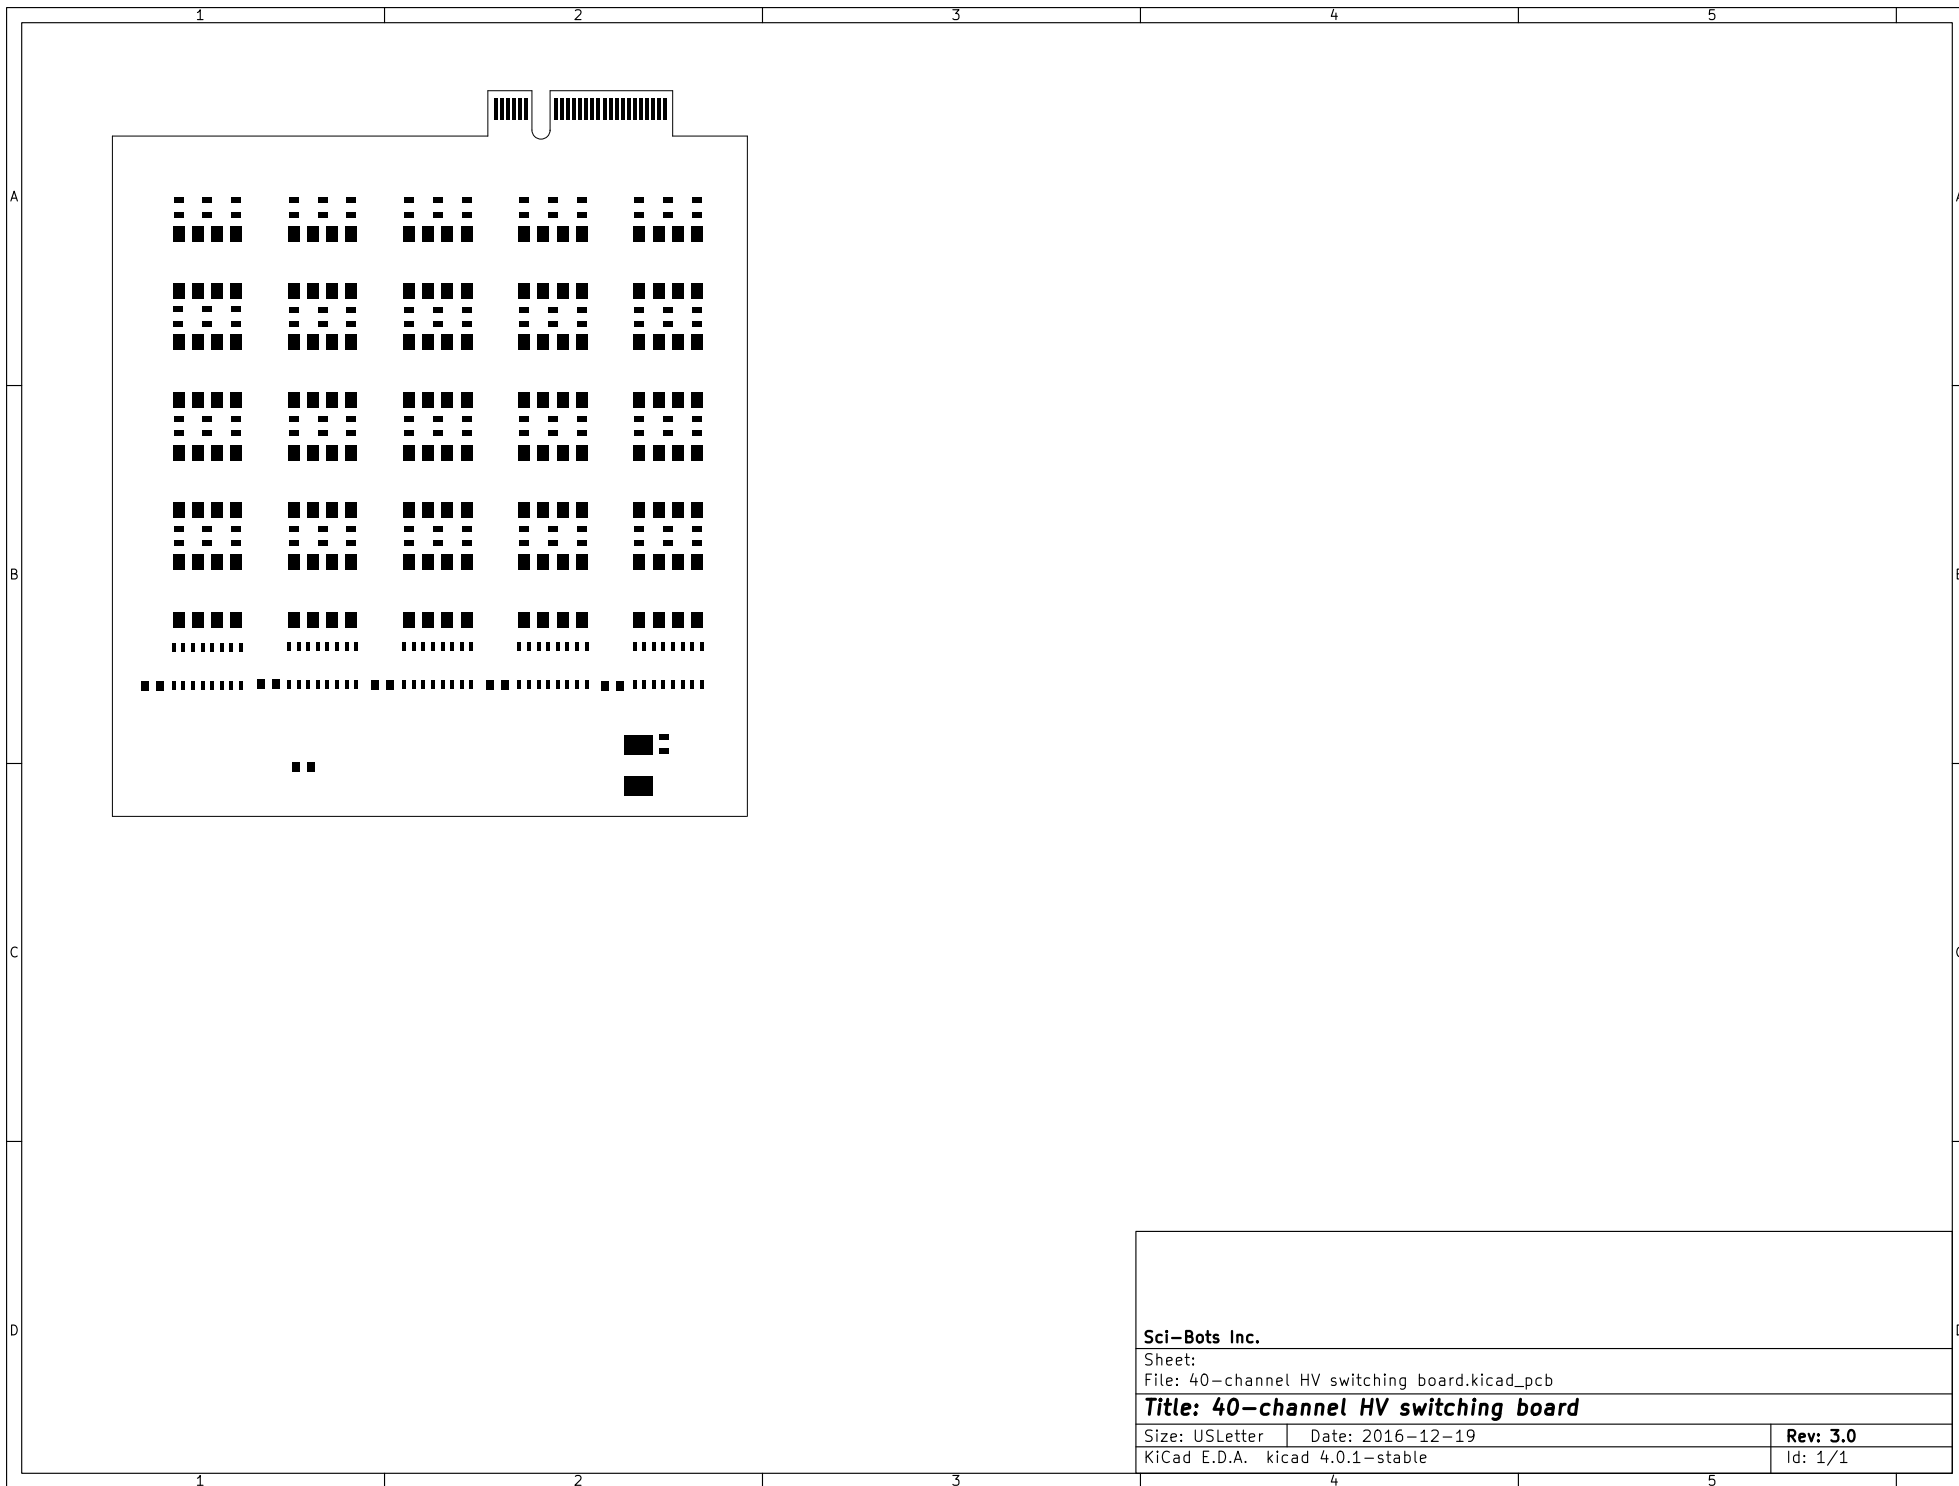 1 2 3 4 5
A A
B B
C C
D D
Sci-Bots Inc.
Sheet:
File: 40-channel HV switching board.kicad_pcb
Title: 40-channel HV switching board
Size: USLetter Date: 2016-12-19 Rev: 3.0
KiCad E.D.A. kicad 4.0.1-stable Id: 1/1
1 2 3 4 5